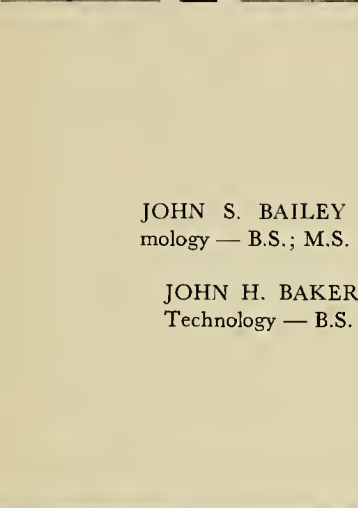 JOHN S. BAILEY
mology — B.S.; M.S.
JOHN H. BAKER
Technology — B.S.